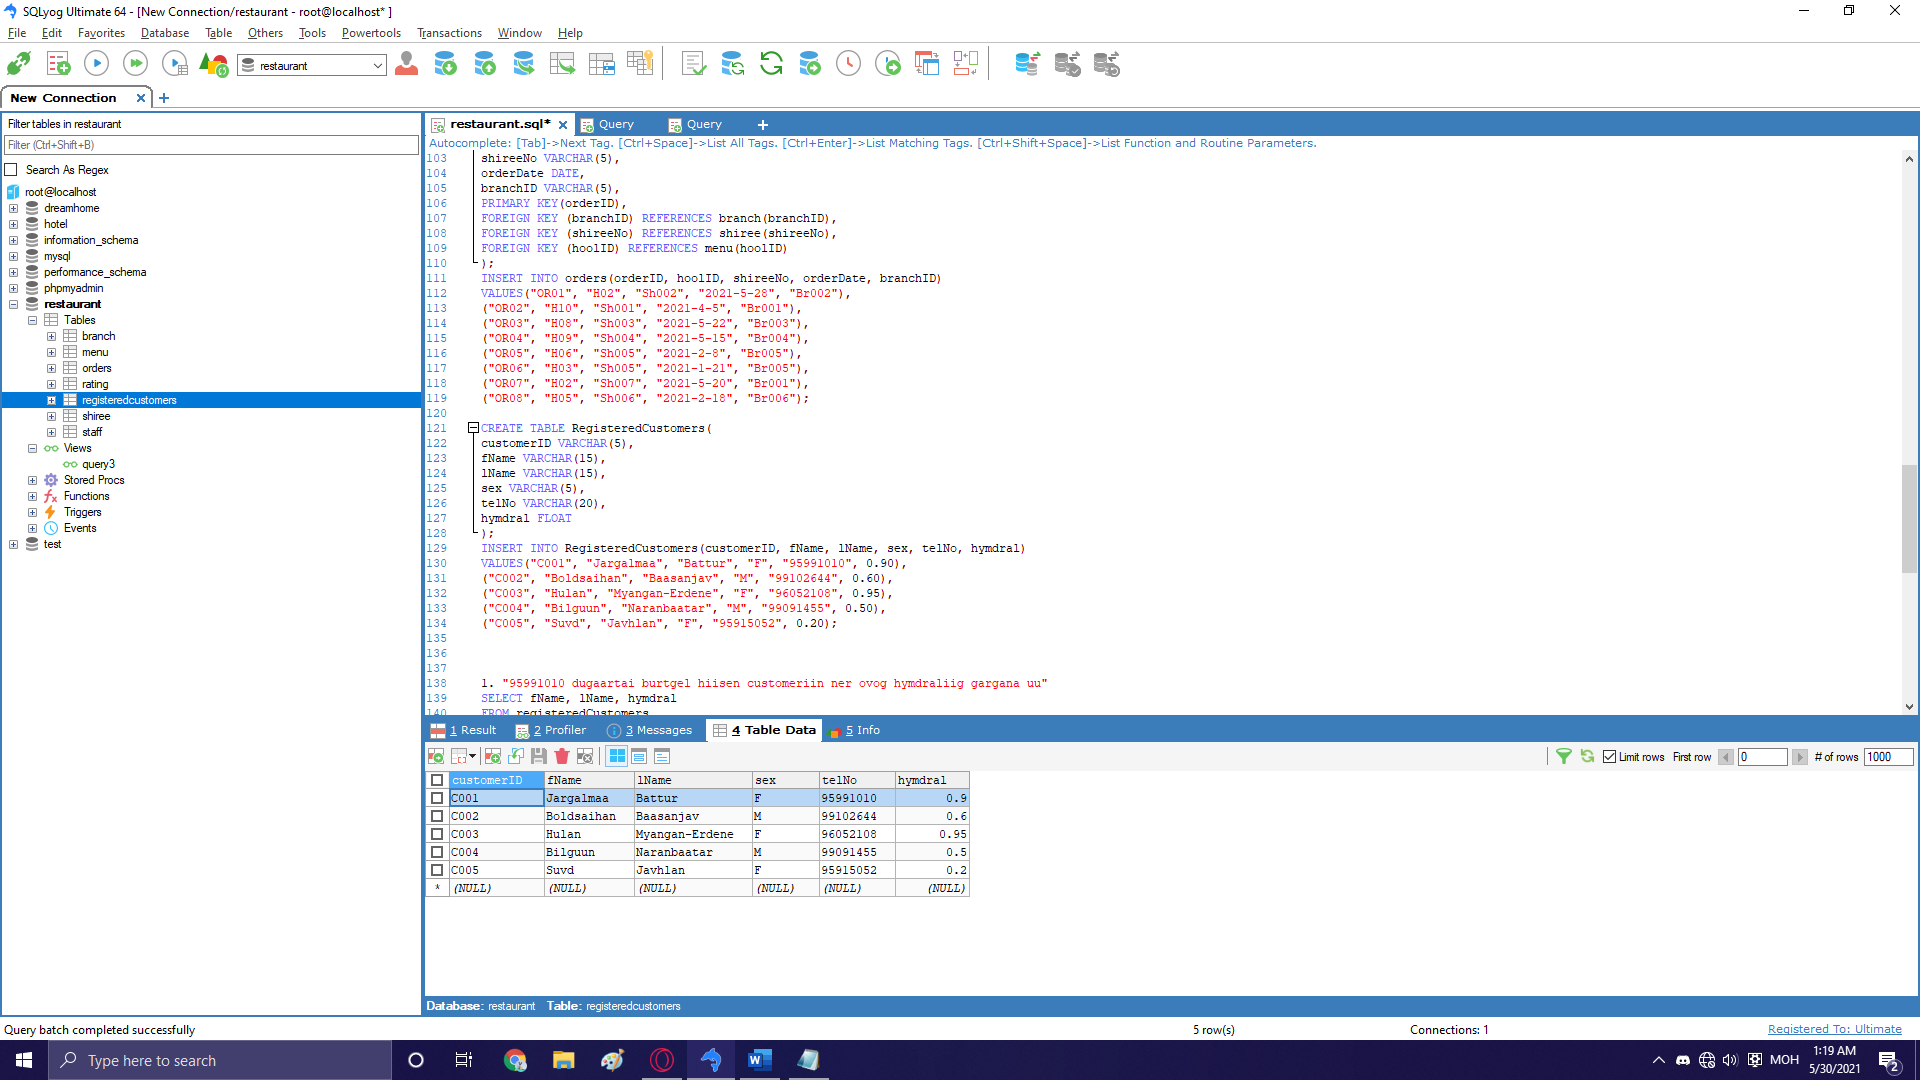 SQLyog Ultimate 64 - [New Connection/restaurant - root@localhost* ]
File Edit Favorites Database Table Others Tools Powertools Transactions Window Help
restaurant
New Connection
Filter tables in restaurant
Filter (Ctrl+Shift+B)
Search As Regex
root@localhost
dreamhome
hotel
information_schema
mysql
performance_schema
phpmyadmin
restaurant
Tables
branch
menu
orders
rating
registeredcustomers
shiree
staff
Views
query3
Stored Procs
Functions
Triggers
Events
test
restaurant.sql* Query Query
Autocomplete: [Tab]->Next Tag. [Ctrl+Space]->List All Tags. [Ctrl+Enter]->List Matching Tags. [Ctrl+Shift+Space]->List Function and Routine Parameters.
103 shireeNo VARCHAR(5),
104 orderDate DATE,
105 branchID VARCHAR(5),
106 PRIMARY KEY(orderID),
107 FOREIGN KEY (branchID) REFERENCES branch(branchID),
108 FOREIGN KEY (shireeNo) REFERENCES shiree(shireeNo),
109 FOREIGN KEY (hoolID) REFERENCES menu(hoolID)
110 );
111 INSERT INTO orders(orderID, hoolID, shireeNo, orderDate, branchID)
112 VALUES("OR01", "H02", "Sh002", "2021-5-28", "Br002"),
113 ("OR02", "H10", "Sh001", "2021-4-5", "Br001"),
114 ("OR03", "H08", "Sh003", "2021-5-22", "Br003"),
115 ("OR04", "H09", "Sh004", "2021-5-15", "Br004"),
116 ("OR05", "H06", "Sh005", "2021-2-8", "Br005"),
117 ("OR06", "H03", "Sh005", "2021-1-21", "Br005"),
118 ("OR07", "H02", "Sh007", "2021-5-20", "Br001"),
119 ("OR08", "H05", "Sh006", "2021-2-18", "Br006");
120
121 CREATE TABLE RegisteredCustomers(
122 customerID VARCHAR(5),
123 fName VARCHAR(15),
124 lName VARCHAR(15),
125 sex VARCHAR(5),
126 telNo VARCHAR(20),
127 hymdral FLOAT
128 );
129 INSERT INTO RegisteredCustomers(customerID, fName, lName, sex, telNo, hymdral)
130 VALUES("C001", "Jargalmaa", "Battur", "F", "95991010", 0.90),
131 ("C002", "Boldsaihan", "Baasanjav", "M", "99102644", 0.60),
132 ("C003", "Hulan", "Myangan-Erdene", "F", "96052108", 0.95),
133 ("C004", "Bilguun", "Naranbaatar", "M", "99091455", 0.50),
134 ("C005", "Suvd", "Javhlan", "F", "95915052", 0.20);
135
136
137
138 1. "95991010 dugaartai burtgel hiisen customeriin ner ovog hymdraliig gargana uu"
139 SELECT fName, lName, hymdral
140 FROM registeredCustomers
1 Result 2 Profiler 3 Messages 4 Table Data 5 Info
Limit rows First row 0 # of rows 1000
customerID fName lName sex telNo hymdral
C001 Jargalmaa Battur F 95991010 0.9
C002 Boldsaihan Baasanjav M 99102644 0.6
C003 Hulan Myangan-Erdene F 96052108 0.95
C004 Bilguun Naranbaatar M 99091455 0.5
C005 Suvd Javhlan F 95915052 0.2
* (NULL) (NULL) (NULL) (NULL) (NULL) (NULL)
Database: restaurant Table: registeredcustomers
Query batch completed successfully 5 row(s) Connections: 1 Registered To: Ultimate
Type here to search
МОН
1:19 AM
5/30/2021
2